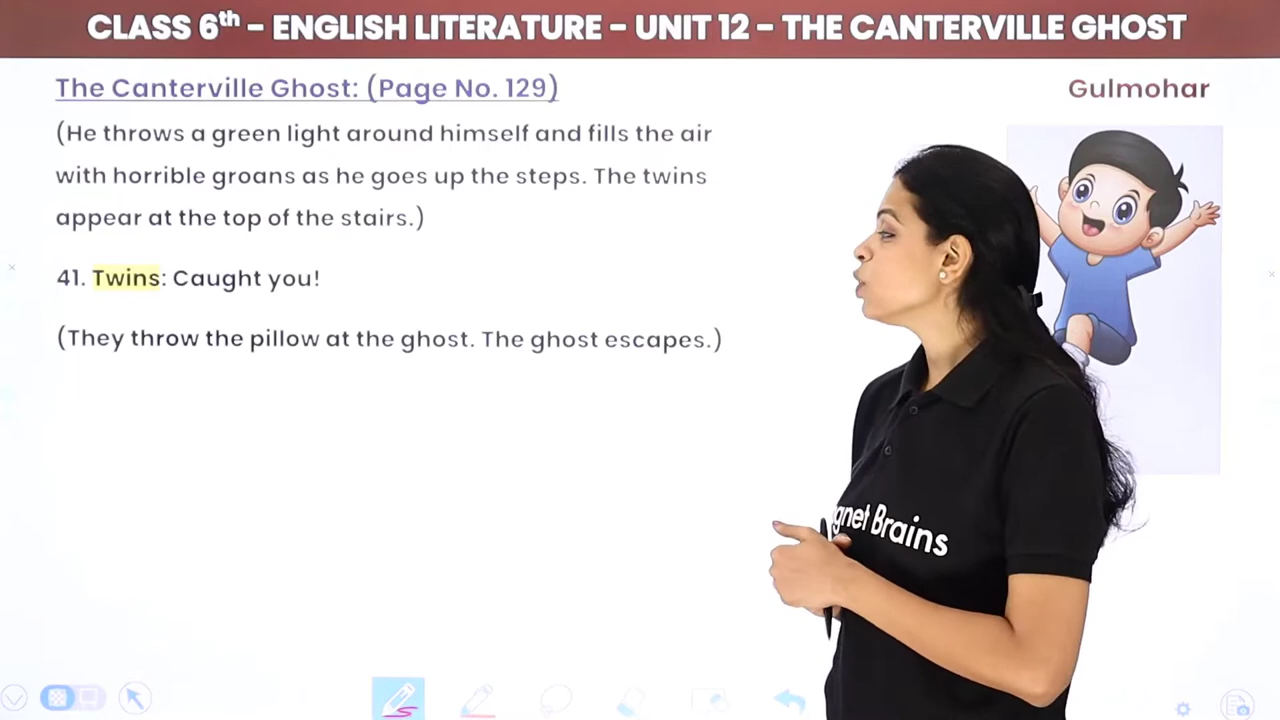 CLASS 6th – ENGLISH LITERATURE – UNIT 12 – THE CANTERVILLE GHOST
The Canterville Ghost: (Page No. 129)
Gulmohar
(He throws a green light around himself and fills the air
with horrible groans as he goes up the steps. The twins
appear at the top of the stairs.)
41. Twins: Caught you!
(They throw the pillow at the ghost. The ghost escapes.)
gnet Brains